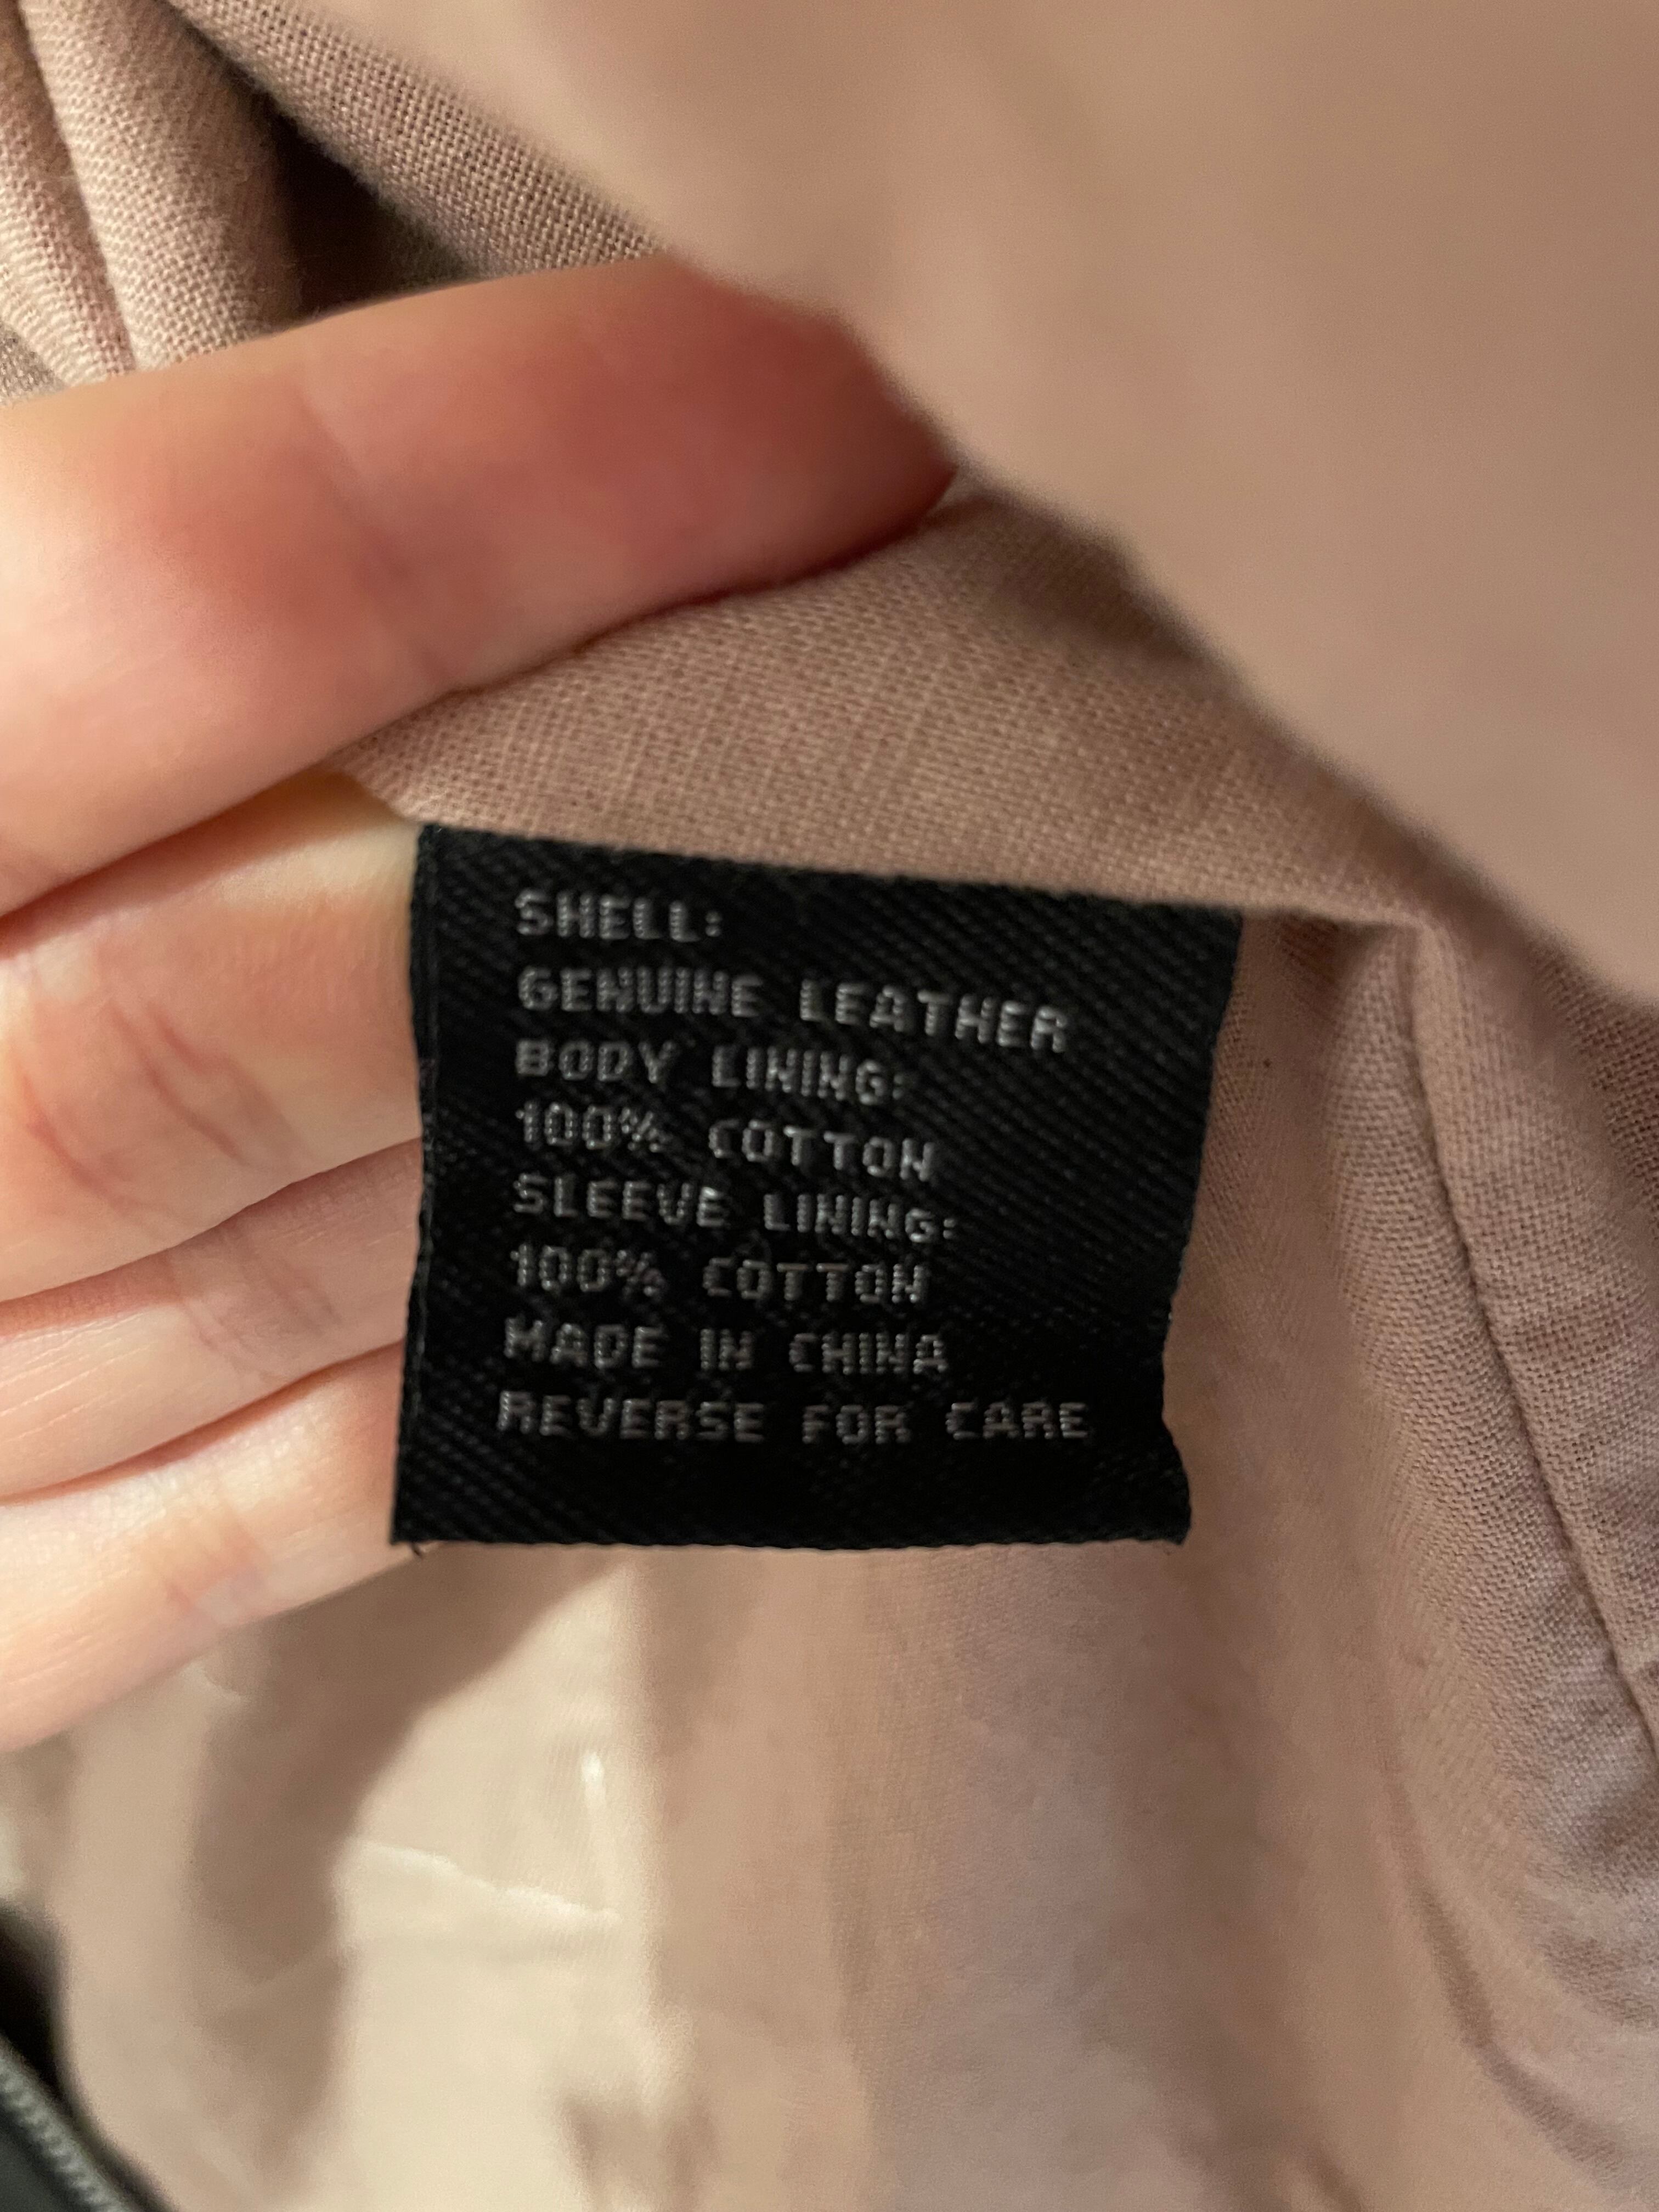 SHELL:
GENUINE LEATHER
BODY LINING:
100% COTTON
SLEEVE LINING:
100% COTTON
MADE IN CHINA
REVERSE FOR CARE